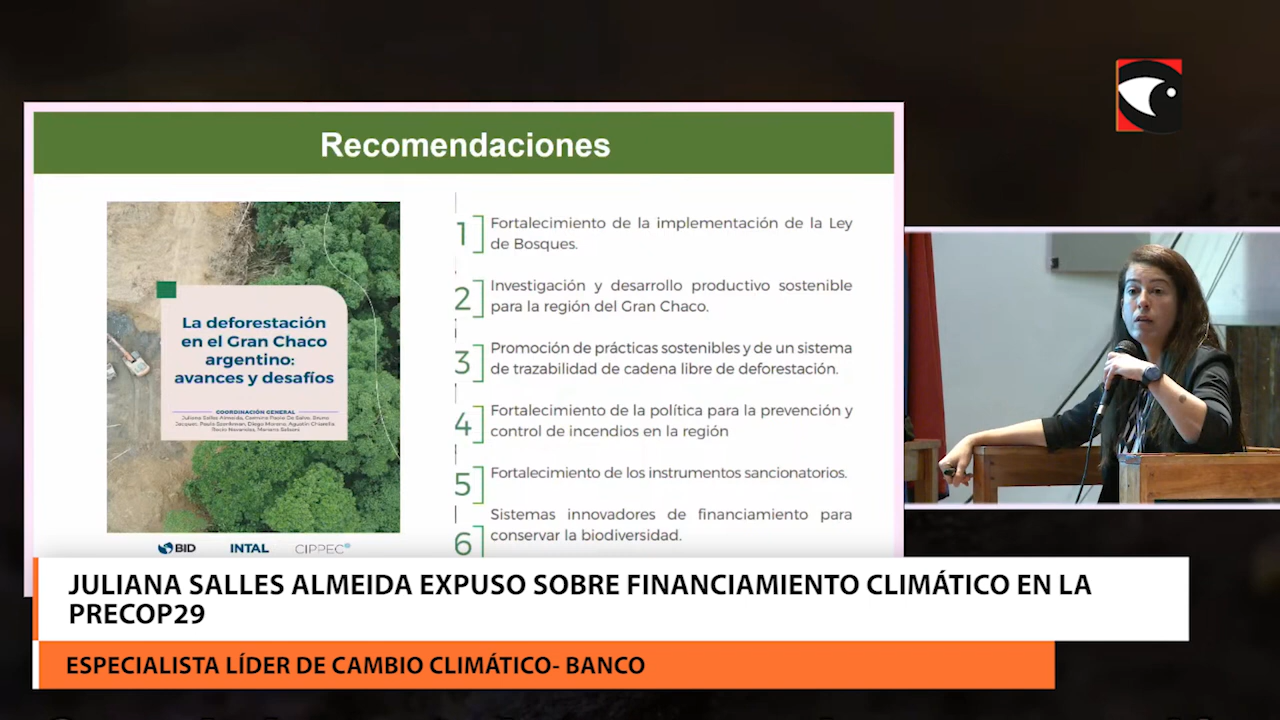 Recomendaciones
La deforestación
en el Gran Chaco
argentino:
avances y desafíos
COORDINACIÓN GENERAL
BID INTAL CIPPEC
1 Fortalecimiento de la implementación de la Ley
de Bosques.
2 Investigación y desarrollo productivo sostenible
para la región del Gran Chaco.
3 Promoción de prácticas sostenibles y de un sistema
de trazabilidad de cadena libre de deforestación.
4 Fortalecimiento de la política para la prevención y
control de incendios en la región
5 Fortalecimiento de los instrumentos sancionatorios.
6 Sistemas innovadores de financiamiento para
conservar la biodiversidad.
JULIANA SALLES ALMEIDA EXPUSO SOBRE FINANCIAMIENTO CLIMÁTICO EN LA
PRECOP29
ESPECIALISTA LÍDER DE CAMBIO CLIMÁTICO- BANCO